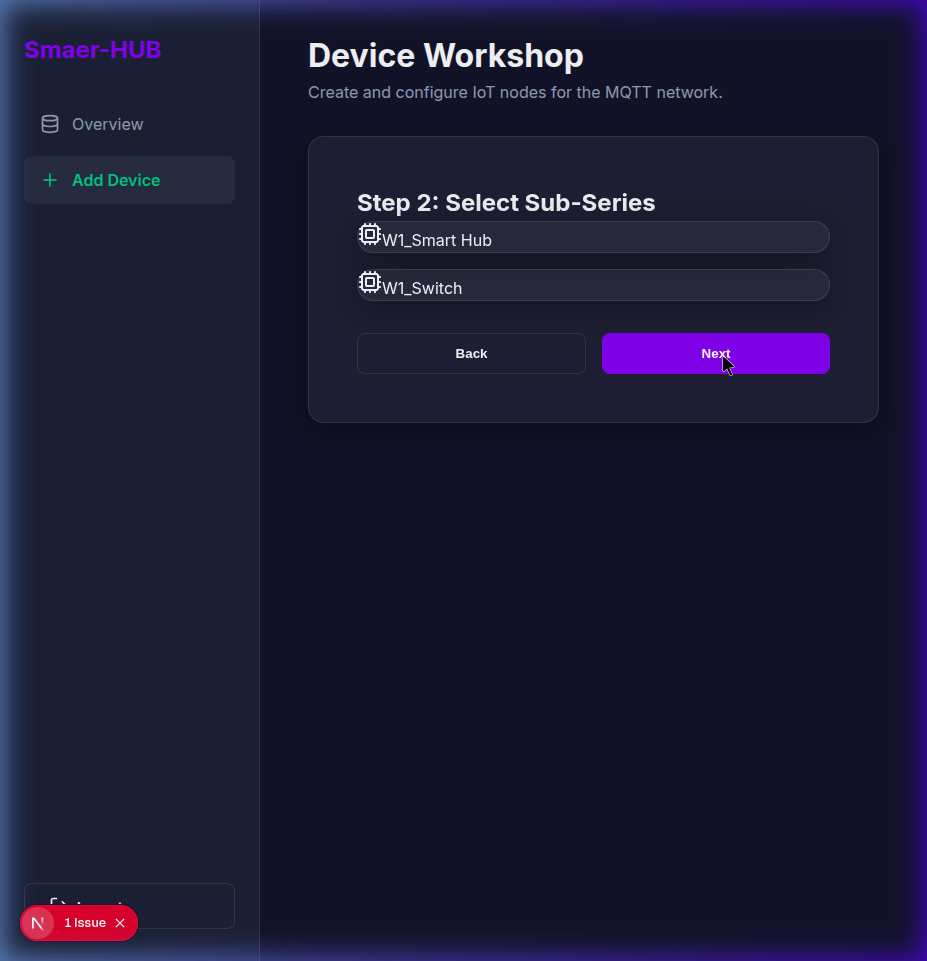 Smaer-HUB
Overview
Add Device
Device Workshop
Create and configure IoT nodes for the MQTT network.
Step 2: Select Sub-Series
W1_Smart Hub
W1_Switch
Back
Next
N
1 Issue